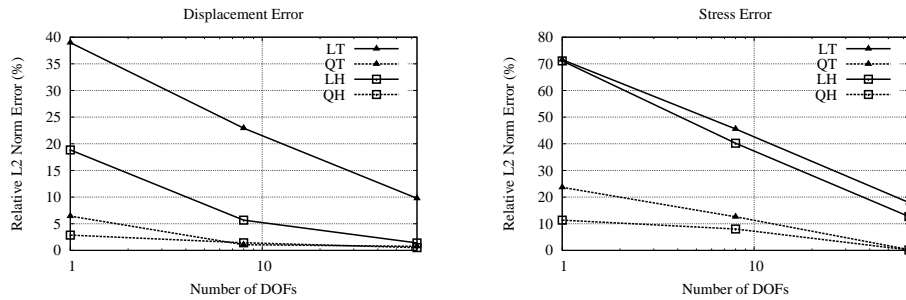 Displacement Error
Relative L2 Norm Error (%)
40
35
30
25
20
15
10
5
0
LT
QT
LH
QH
1
10
Number of DOFs
Stress Error
Relative L2 Norm Error (%)
80
70
60
50
40
30
20
10
0
LT
QT
LH
QH
1
10
Number of DOFs